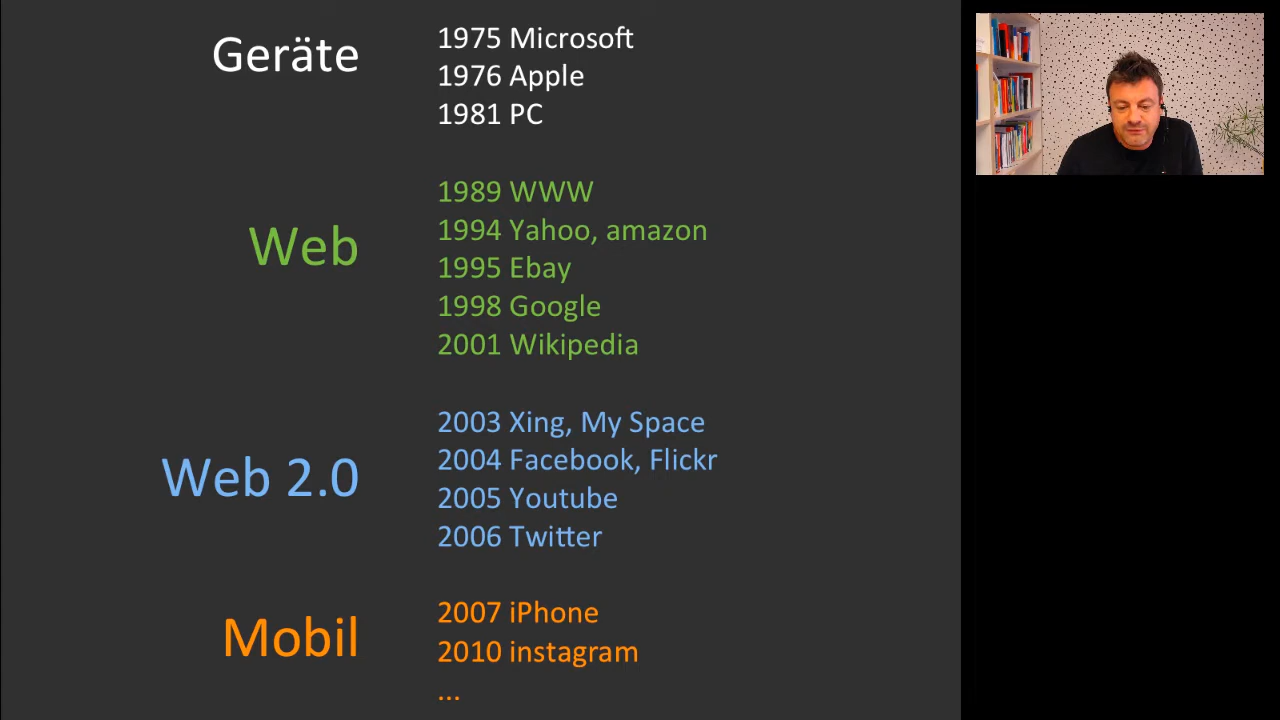 Geräte
1975 Microsoft
1976 Apple
1981 PC
Web
1989 WWW
1994 Yahoo, amazon
1995 Ebay
1998 Google
2001 Wikipedia
Web 2.0
2003 Xing, My Space
2004 Facebook, Flickr
2005 Youtube
2006 Twitter
Mobil
2007 iPhone
2010 instagram
...